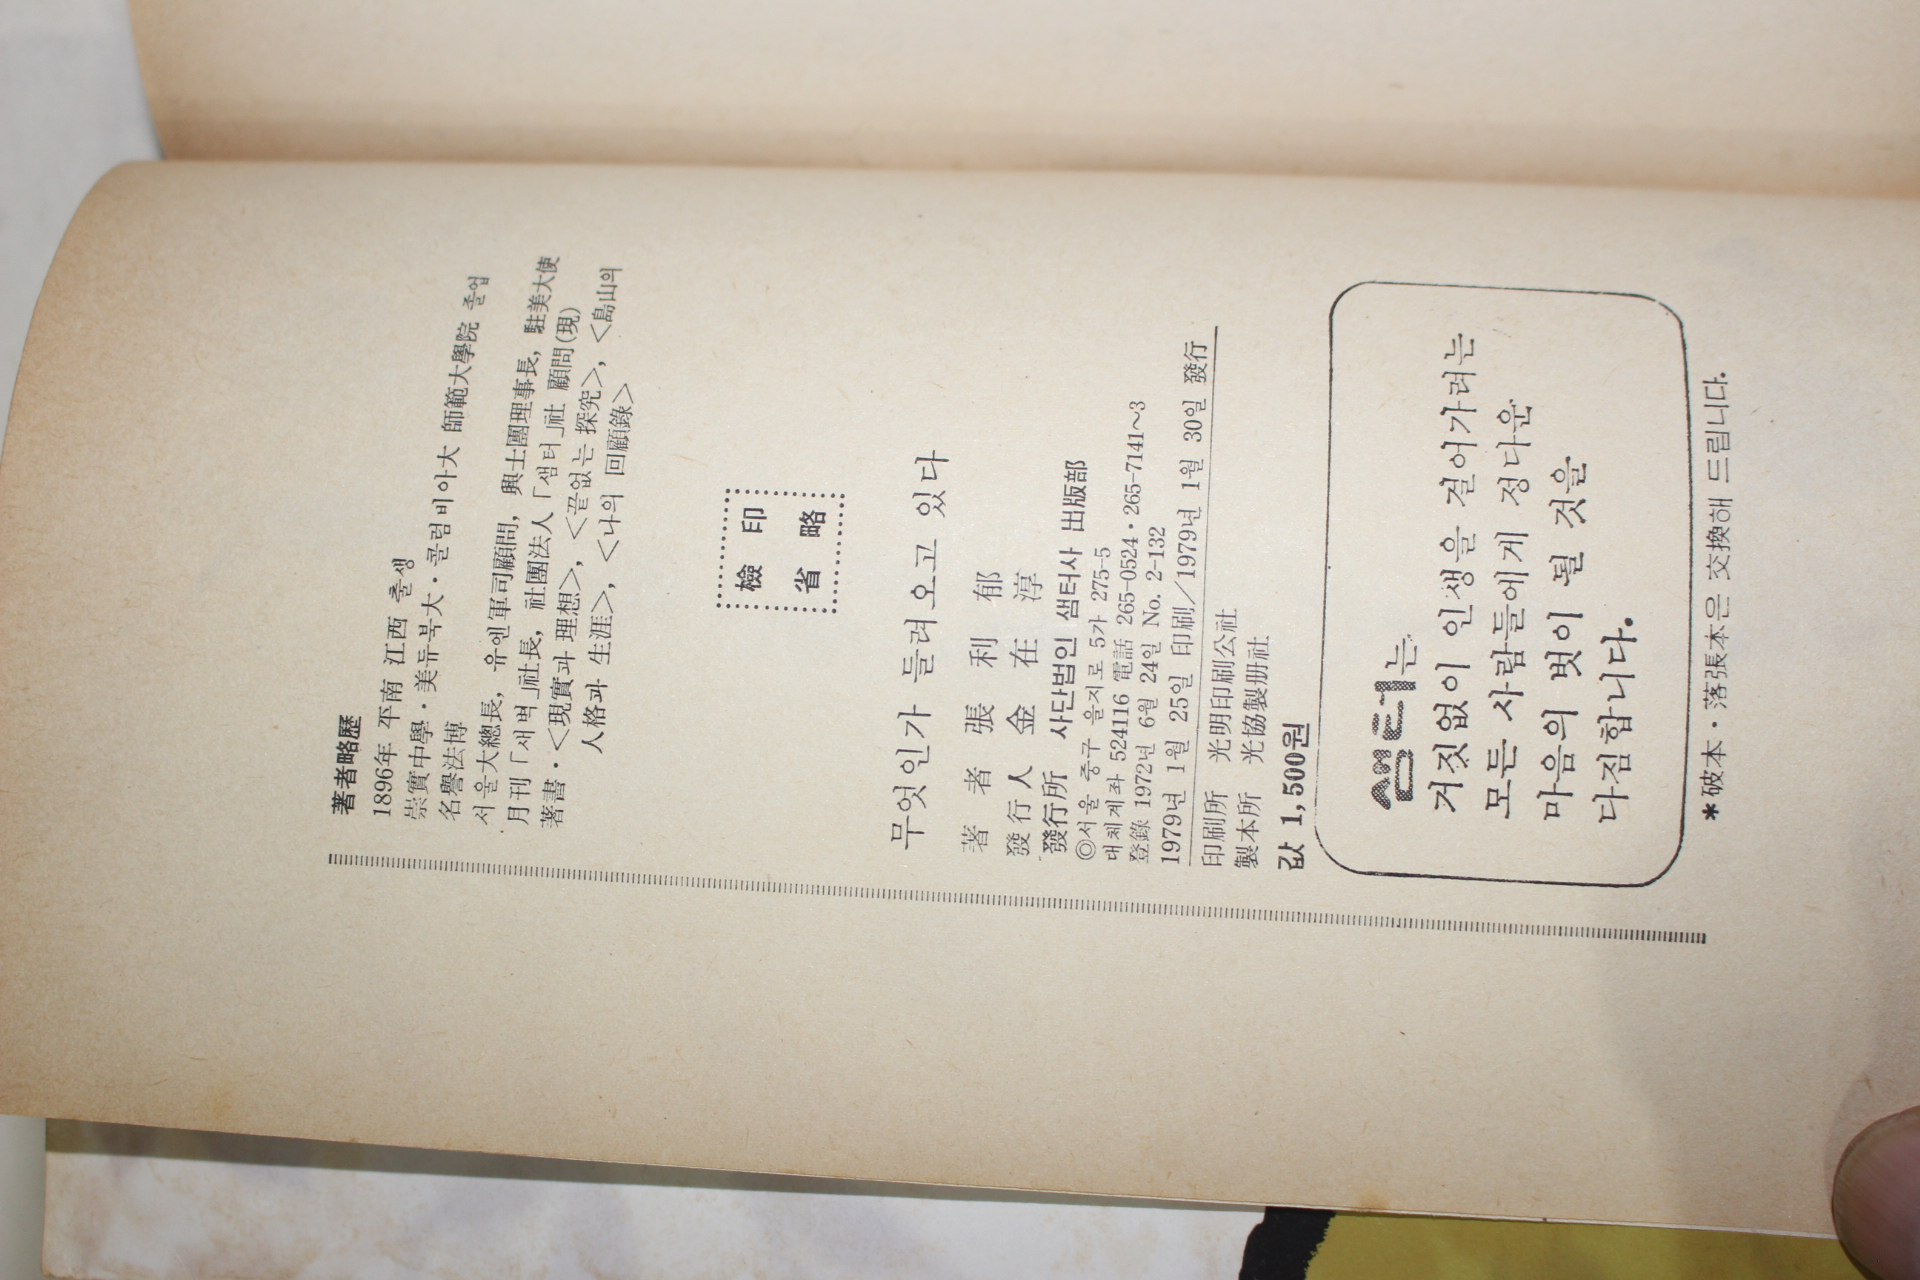 著者略歷
1896年 平南 江西 출생
崇實中學・美듀북大・콜럼비아大 師範大學院 졸업
名譽法博
서울大總長, 유엔軍司顧問, 興士團理事長, 駐美大使
月刊「새벽」社長, 社團法人「샘터」社 顧問(現)
著書・<現實과 理想>, <끝없는 探究>, <島山의
人格과 生涯>, <나의 回顧錄>
檢 印
省 略
무엇인가 들려오고 있다
著 者 張 利 郁
發行人 金 在 淳
發行所 사단법인 샘터사 出版部
◎서울 중구 을지로 5가 275-5
대체계좌 524116 電話 265-0524・265-7141~3
登錄 1972년 6월 24일 No. 2-132
1979년 1월 25일 印刷/1979년 1월 30일 發行
印刷所 光明印刷公社
製本所 光協製册社
값 1,500원
샘터는
거짓없이 인생을 걸어가려는
모든 사람들에게 정다운
마음의 벗이 될 것을
다짐합니다.
*破本・落張本은 交換해 드립니다.